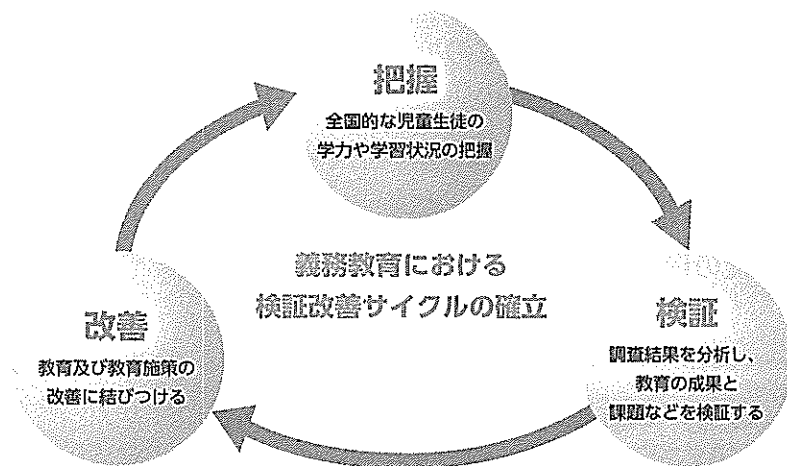 把握
全国的な児童生徒の
学力や学習状況の把握
義務教育における
検証改善サイクルの確立
改善
教育及び教育施策の
改善に結びつける
検証
調査結果を分析し、
教育の成果と
課題などを検証する